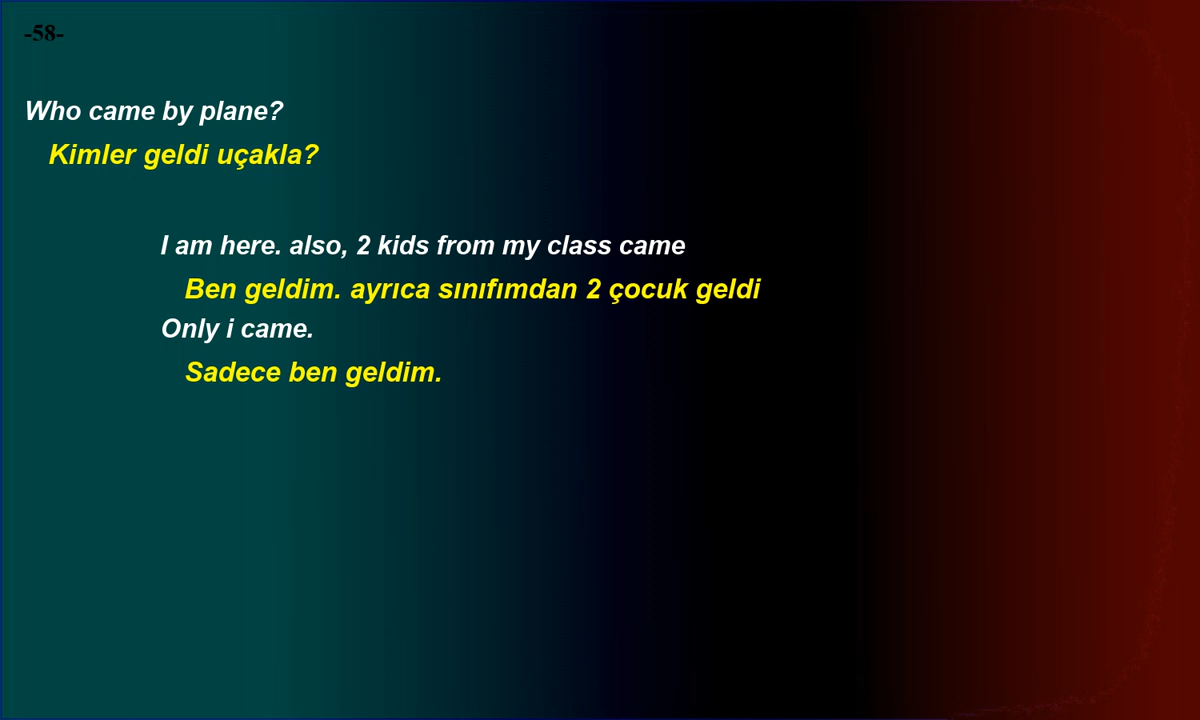 -58-
Who came by plane?
Kimler geldi uçakla?
I am here. also, 2 kids from my class came
Ben geldim. ayrıca sınıfımdan 2 çocuk geldi
Only i came.
Sadece ben geldim.